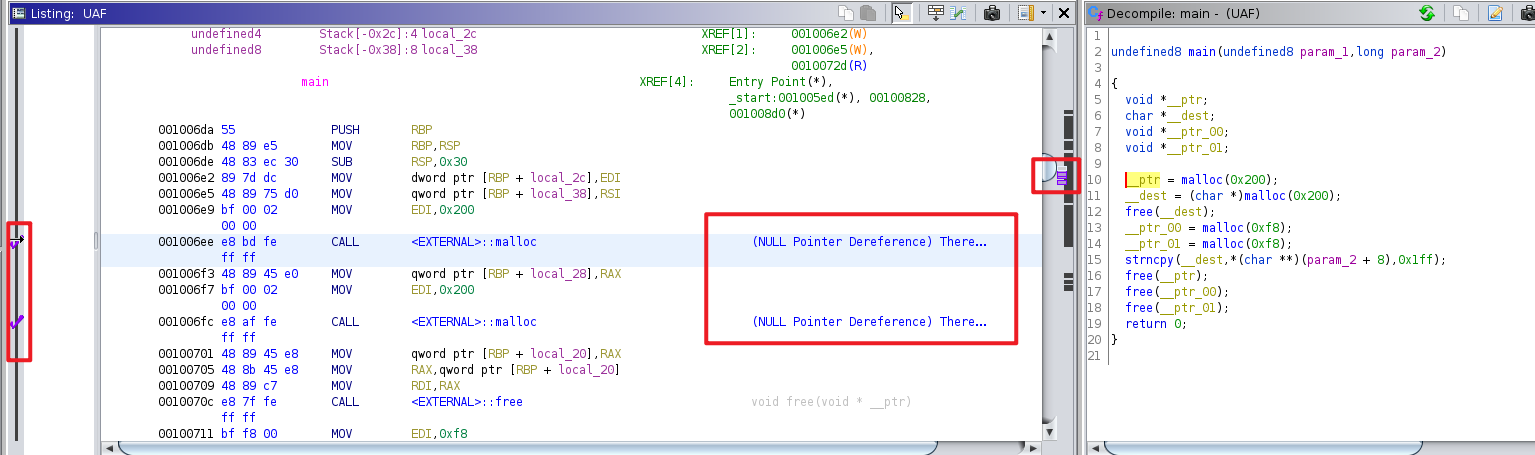 Listing: UAF
undefined4 Stack[-0x2c]:4 local_2c XREF[1]: 001006e2(W)
undefined8 Stack[-0x38]:8 local_38 XREF[2]: 001006e5(W),
0010072d(R)
main XREF[4]: Entry Point(*),
_start:001005ed(*), 00100828,
001008d0(*)
001006da 55 PUSH RBP
001006db 48 89 e5 MOV RBP,RSP
001006de 48 83 ec 30 SUB RSP,0x30
001006e2 89 7d dc MOV dword ptr [RBP + local_2c],EDI
001006e5 48 89 75 d0 MOV qword ptr [RBP + local_38],RSI
001006e9 bf 00 02 MOV EDI,0x200
00 00
001006ee e8 bd fe CALL <EXTERNAL>::malloc (NULL Pointer Dereference) There...
ff ff
001006f3 48 89 45 e0 MOV qword ptr [RBP + local_28],RAX
001006f7 bf 00 02 MOV EDI,0x200
00 00
001006fc e8 af fe CALL <EXTERNAL>::malloc (NULL Pointer Dereference) There...
ff ff
00100701 48 89 45 e8 MOV qword ptr [RBP + local_20],RAX
00100705 48 8b 45 e8 MOV RAX,qword ptr [RBP + local_20]
00100709 48 89 c7 MOV RDI,RAX
0010070c e8 7f fe CALL <EXTERNAL>::free void free(void * __ptr)
ff ff
00100711 bf f8 00 MOV EDI,0xf8
Decompile: main - (UAF)
1
2 undefined8 main(undefined8 param_1,long param_2)
3
4 {
5 void *__ptr;
6 char *__dest;
7 void *__ptr_00;
8 void *__ptr_01;
9
10 __ptr = malloc(0x200);
11 __dest = (char *)malloc(0x200);
12 free(__dest);
13 __ptr_00 = malloc(0xf8);
14 __ptr_01 = malloc(0xf8);
15 strncpy(__dest,*(char **)(param_2 + 8),0x1ff);
16 free(__ptr);
17 free(__ptr_00);
18 free(__ptr_01);
19 return 0;
20 }
21